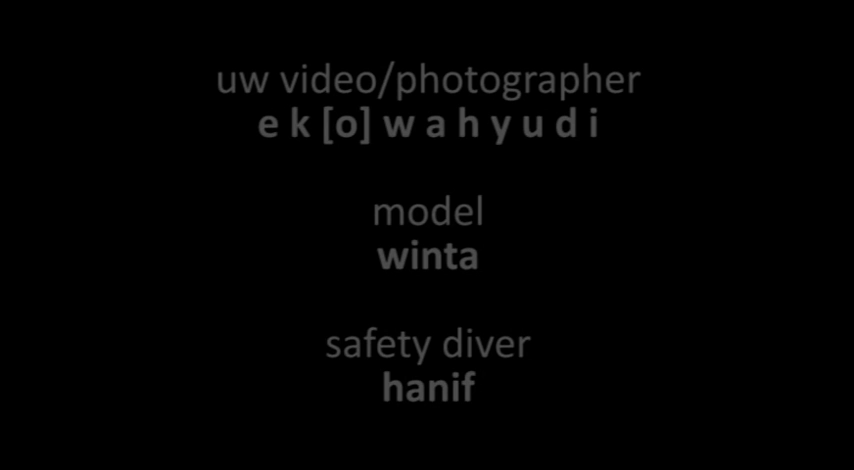 uw video/photographer
e k [o] w a h y u d i
model
winta
safety diver
hanif